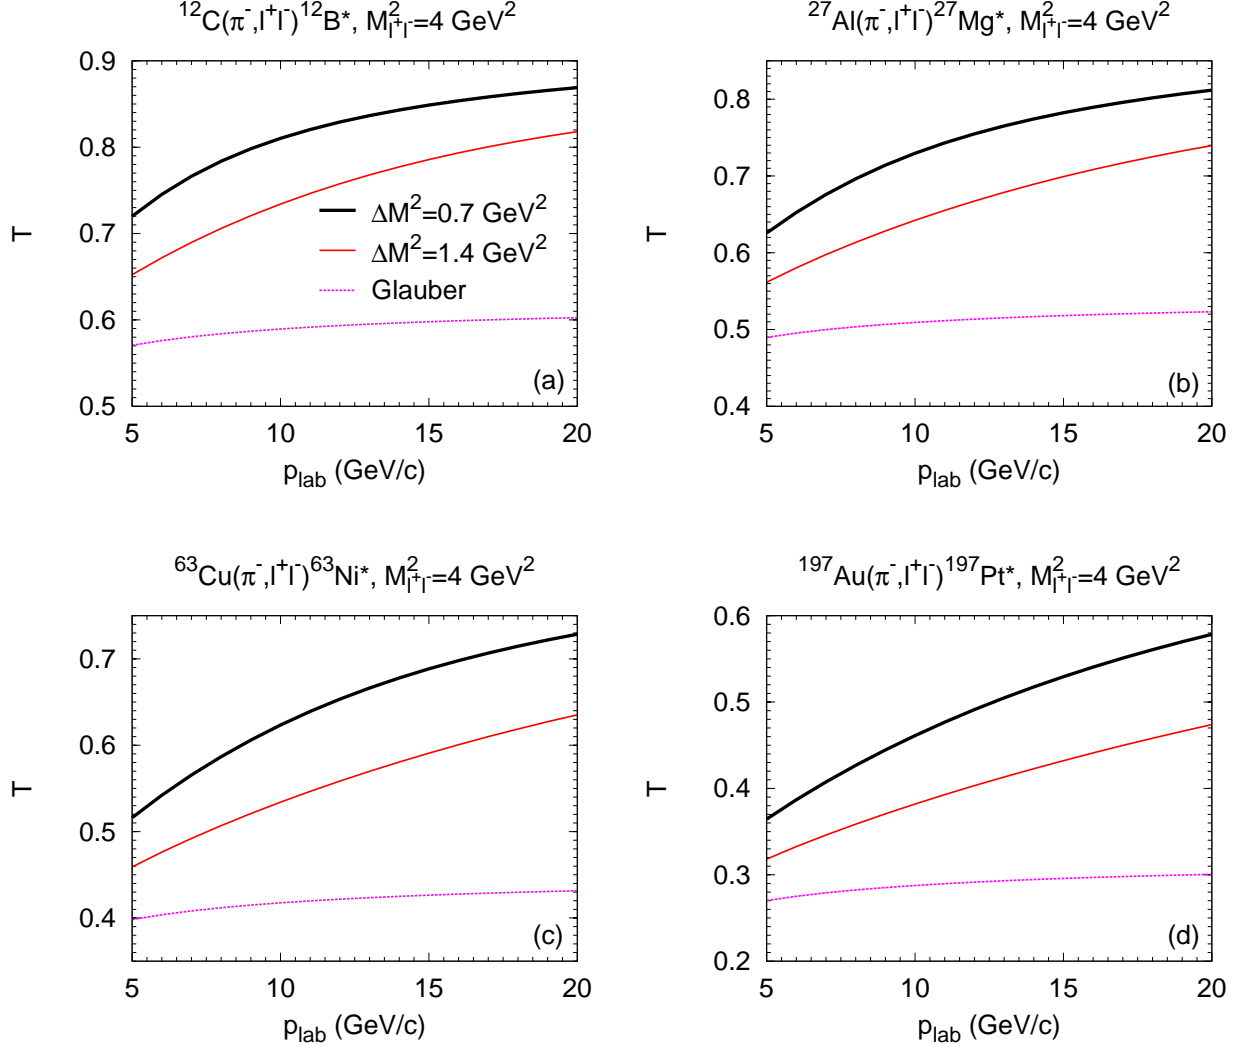 ¹²C(π⁻,l⁺l⁻)¹²B*, M²ₗ⁺ₗ⁻=4 GeV²
0.9
0.8
0.7
0.6
0.5
T
ΔM²=0.7 GeV²
ΔM²=1.4 GeV²
Glauber
(a)
5 10 15 20
p_lab (GeV/c)
²⁷Al(π⁻,l⁺l⁻)²⁷Mg*, M²ₗ⁺ₗ⁻=4 GeV²
0.8
0.7
0.6
0.5
0.4
T
(b)
5 10 15 20
p_lab (GeV/c)
⁶³Cu(π⁻,l⁺l⁻)⁶³Ni*, M²ₗ⁺ₗ⁻=4 GeV²
0.7
0.6
0.5
0.4
T
(c)
5 10 15 20
p_lab (GeV/c)
¹⁹⁷Au(π⁻,l⁺l⁻)¹⁹⁷Pt*, M²ₗ⁺ₗ⁻=4 GeV²
0.6
0.5
0.4
0.3
0.2
T
(d)
5 10 15 20
p_lab (GeV/c)